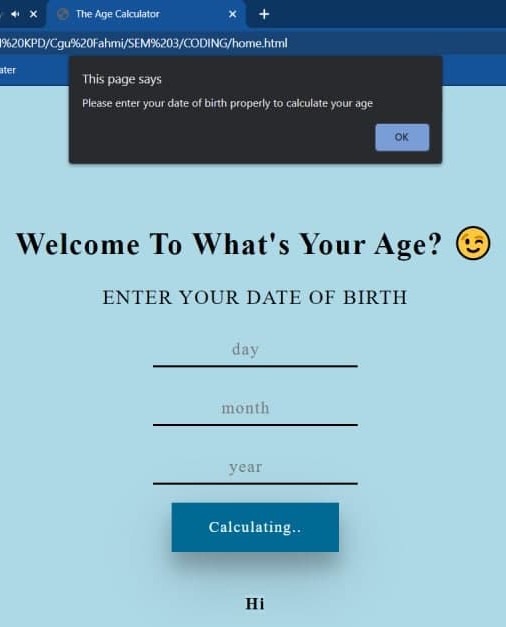 The Age Calculator
%20KPD/Cgu%20Fahmi/SEM%203/CODING/home.html
ater
This page says
Please enter your date of birth properly to calculate your age
OK
Welcome To What's Your Age? 😉
ENTER YOUR DATE OF BIRTH
day
month
year
Calculating..
Hi